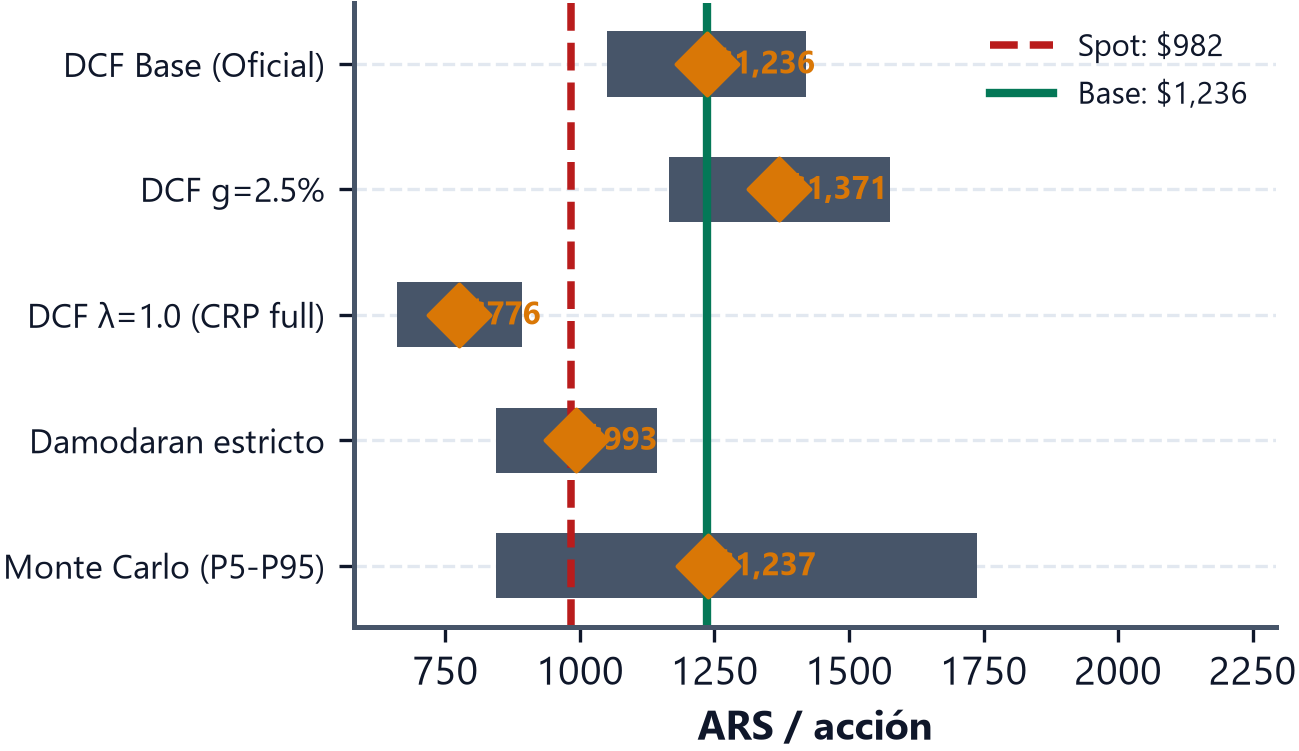 DCF Base (Oficial)
1,236
Spot: $982
Base: $1,236
DCF g=2.5%
1,371
DCF λ=1.0 (CRP full)
776
Damodaran estricto
993
Monte Carlo (P5-P95)
1,237
750 1000 1250 1500 1750 2000 2250
ARS / acción